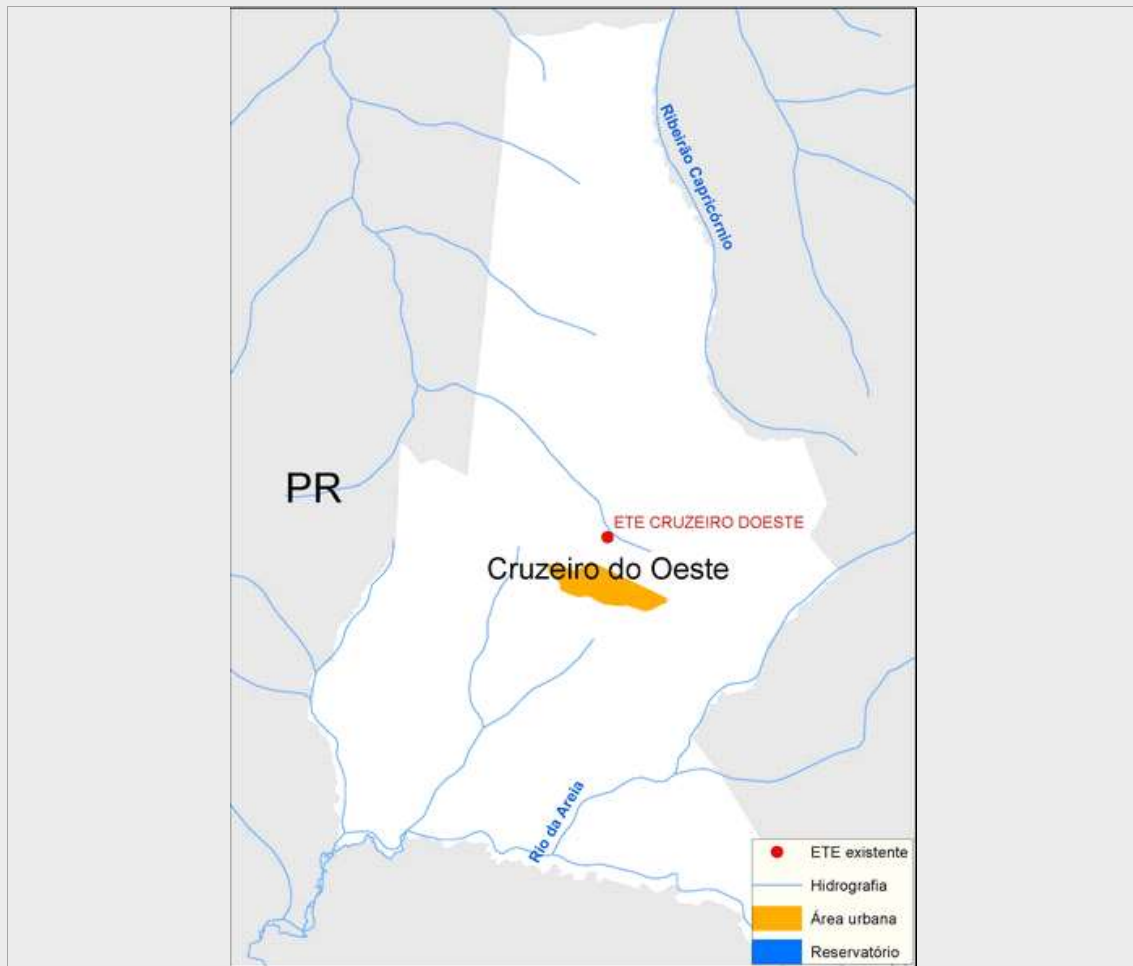 Ribeirão Capricórnio
PR
ETE CRUZEIRO DOESTE
Cruzeiro do Oeste
Rio da Areia
ETE existente
Hidrografia
Área urbana
Reservatório